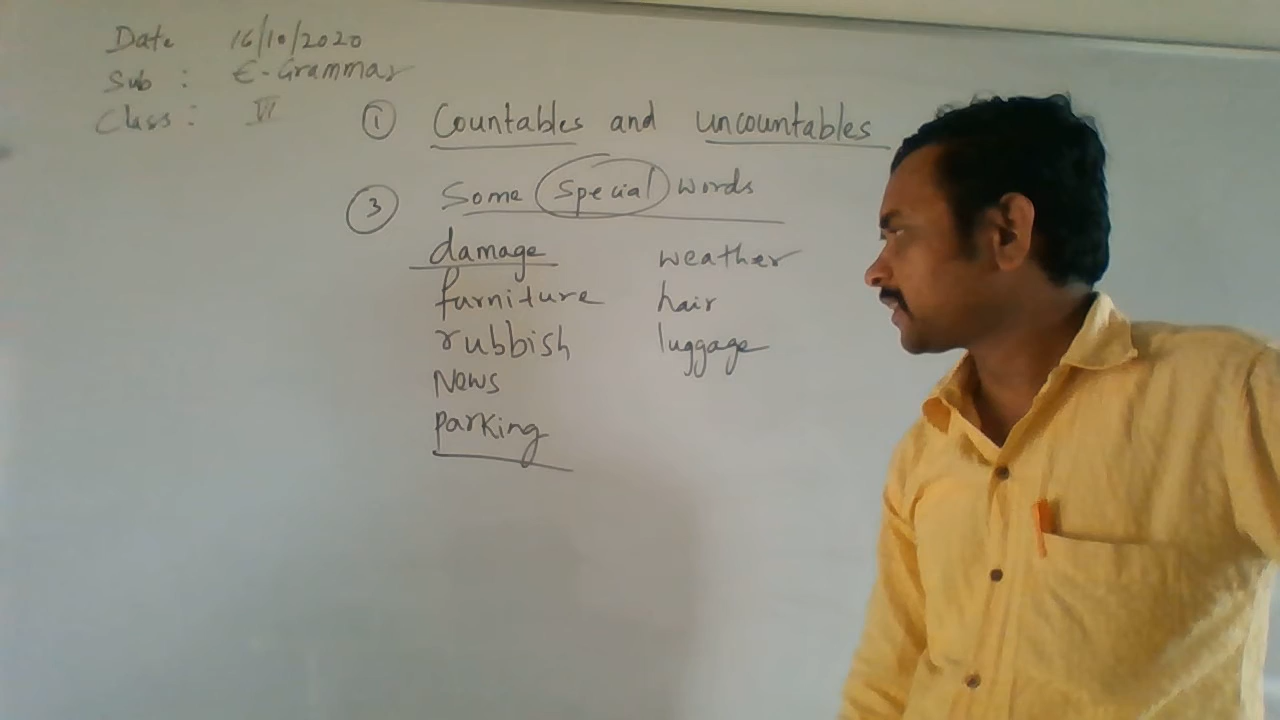 Date 16/10/2020
Sub : E-Grammar
Class : VI
① Countables and uncountables
③ Some special words
damage weather
furniture hair
rubbish luggage
News
parking